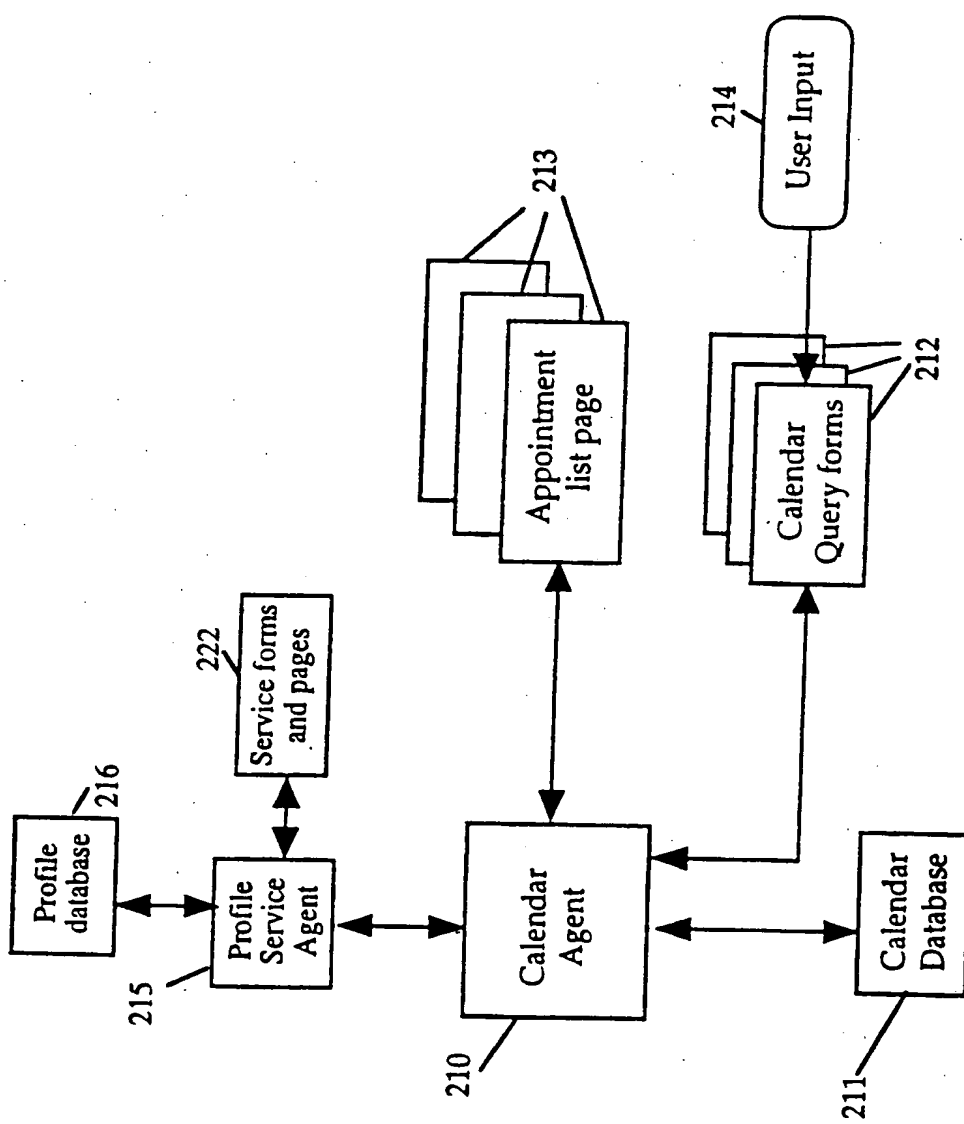 216
Profile
database
222
Service forms
and pages
215
Profile
Service
Agent
213
Appointment
list page
210
Calendar
Agent
214
User Input
212
Calendar
Query forms
211
Calendar
Database